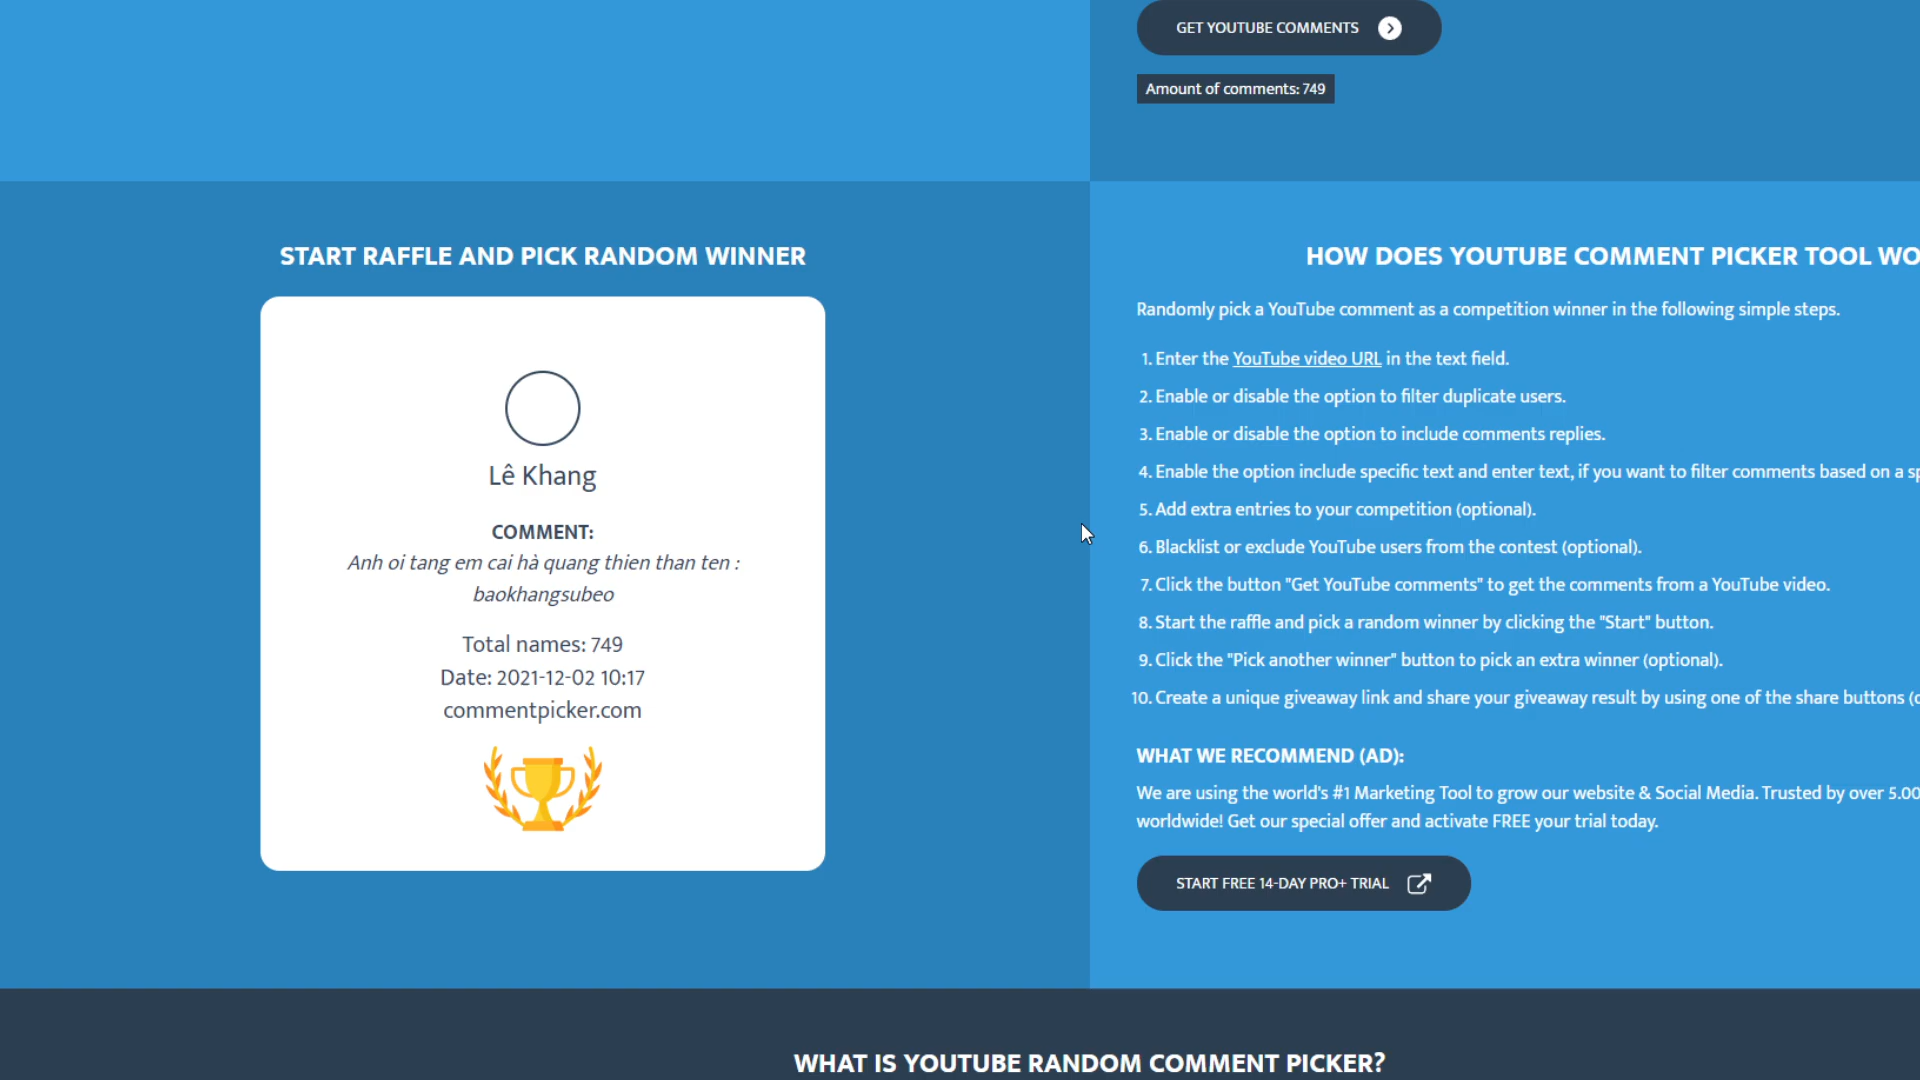 GET YOUTUBE COMMENTS
Amount of comments: 749
START RAFFLE AND PICK RANDOM WINNER
Lê Khang
COMMENT:
Anh oi tang em cai hà quang thien than ten :
baokhangsubeo
Total names: 749
Date: 2021-12-02 10:17
commentpicker.com
HOW DOES YOUTUBE COMMENT PICKER TOOL WO
Randomly pick a YouTube comment as a competition winner in the following simple steps.
1. Enter the YouTube video URL in the text field.
2. Enable or disable the option to filter duplicate users.
3. Enable or disable the option to include comments replies.
4. Enable the option include specific text and enter text, if you want to filter comments based on a sp
5. Add extra entries to your competition (optional).
6. Blacklist or exclude YouTube users from the contest (optional).
7. Click the button "Get YouTube comments" to get the comments from a YouTube video.
8. Start the raffle and pick a random winner by clicking the "Start" button.
9. Click the "Pick another winner" button to pick an extra winner (optional).
10. Create a unique giveaway link and share your giveaway result by using one of the share buttons (o
WHAT WE RECOMMEND (AD):
We are using the world's #1 Marketing Tool to grow our website & Social Media. Trusted by over 5.00
worldwide! Get our special offer and activate FREE your trial today.
START FREE 14-DAY PRO+ TRIAL
WHAT IS YOUTUBE RANDOM COMMENT PICKER?